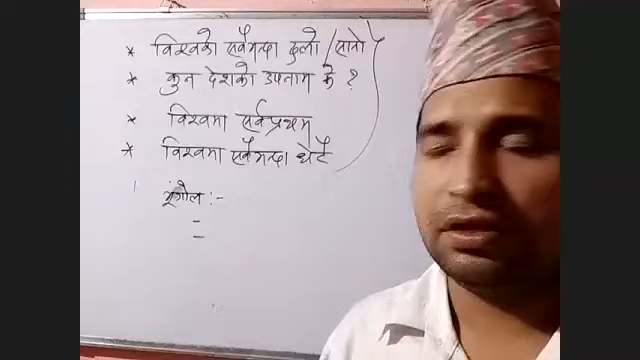 * विश्वको सबैभन्दा ठुलो / सानो
* कुन देशको उपनाम के ?
* विश्वमा सर्वप्रथम
* विश्वमा सबैभन्दा धेरै
भूगोल :-